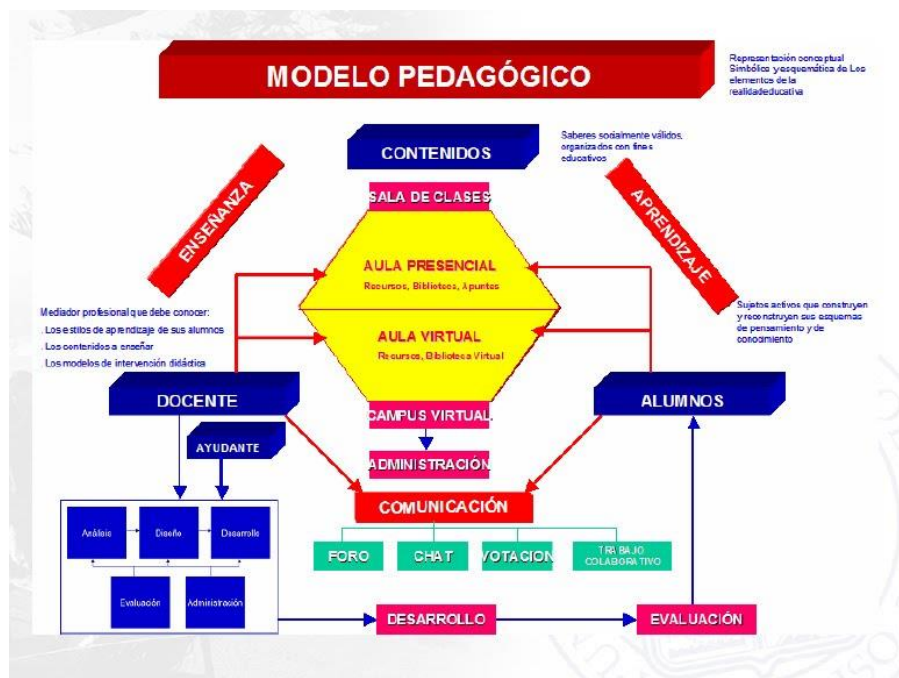 MODELO PEDAGÓGICO
Representación conceptual
Simbólica y esquemática de Los
elementos de la
realidad educativa
CONTENIDOS
Saberes socialmente válidos,
organizados con fines
educativos
ENSEÑANZA
APRENDIZAJE
SALA DE CLASES
AULA PRESENCIAL
Recursos, Biblioteca, Apuntes
AULA VIRTUAL
Recursos, Biblioteca Virtual
CAMPUS VIRTUAL
ADMINISTRACIÓN
Mediador profesional que debe conocer:
. Los estilos de aprendizaje de sus alumnos
. Los contenidos a enseñar
. Los modelos de intervención didáctica
Sujetos activos que construyen
y reconstruyen sus esquemas
de pensamiento y de
conocimiento
DOCENTE
ALUMNOS
AYUDANTE
COMUNICACIÓN
FORO
CHAT
VOTACION
TRABAJO
COLABORATIVO
Análisis
Diseño
Desarrollo
Evaluación
Administración
DESARROLLO
EVALUACIÓN